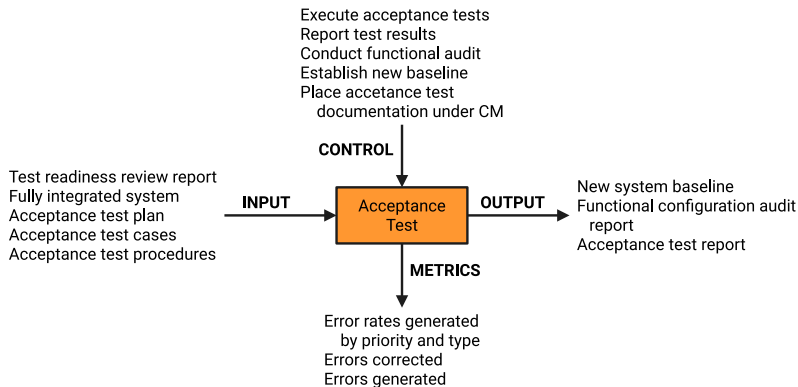 Execute acceptance tests
Report test results
Conduct functional audit
Establish new baseline
Place accetance test
documentation under CM
CONTROL
Test readiness review report
Fully integrated system
Acceptance test plan
Acceptance test cases
Acceptance test procedures
INPUT
Acceptance
Test
OUTPUT
New system baseline
Functional configuration audit
report
Acceptance test report
METRICS
Error rates generated
by priority and type
Errors corrected
Errors generated